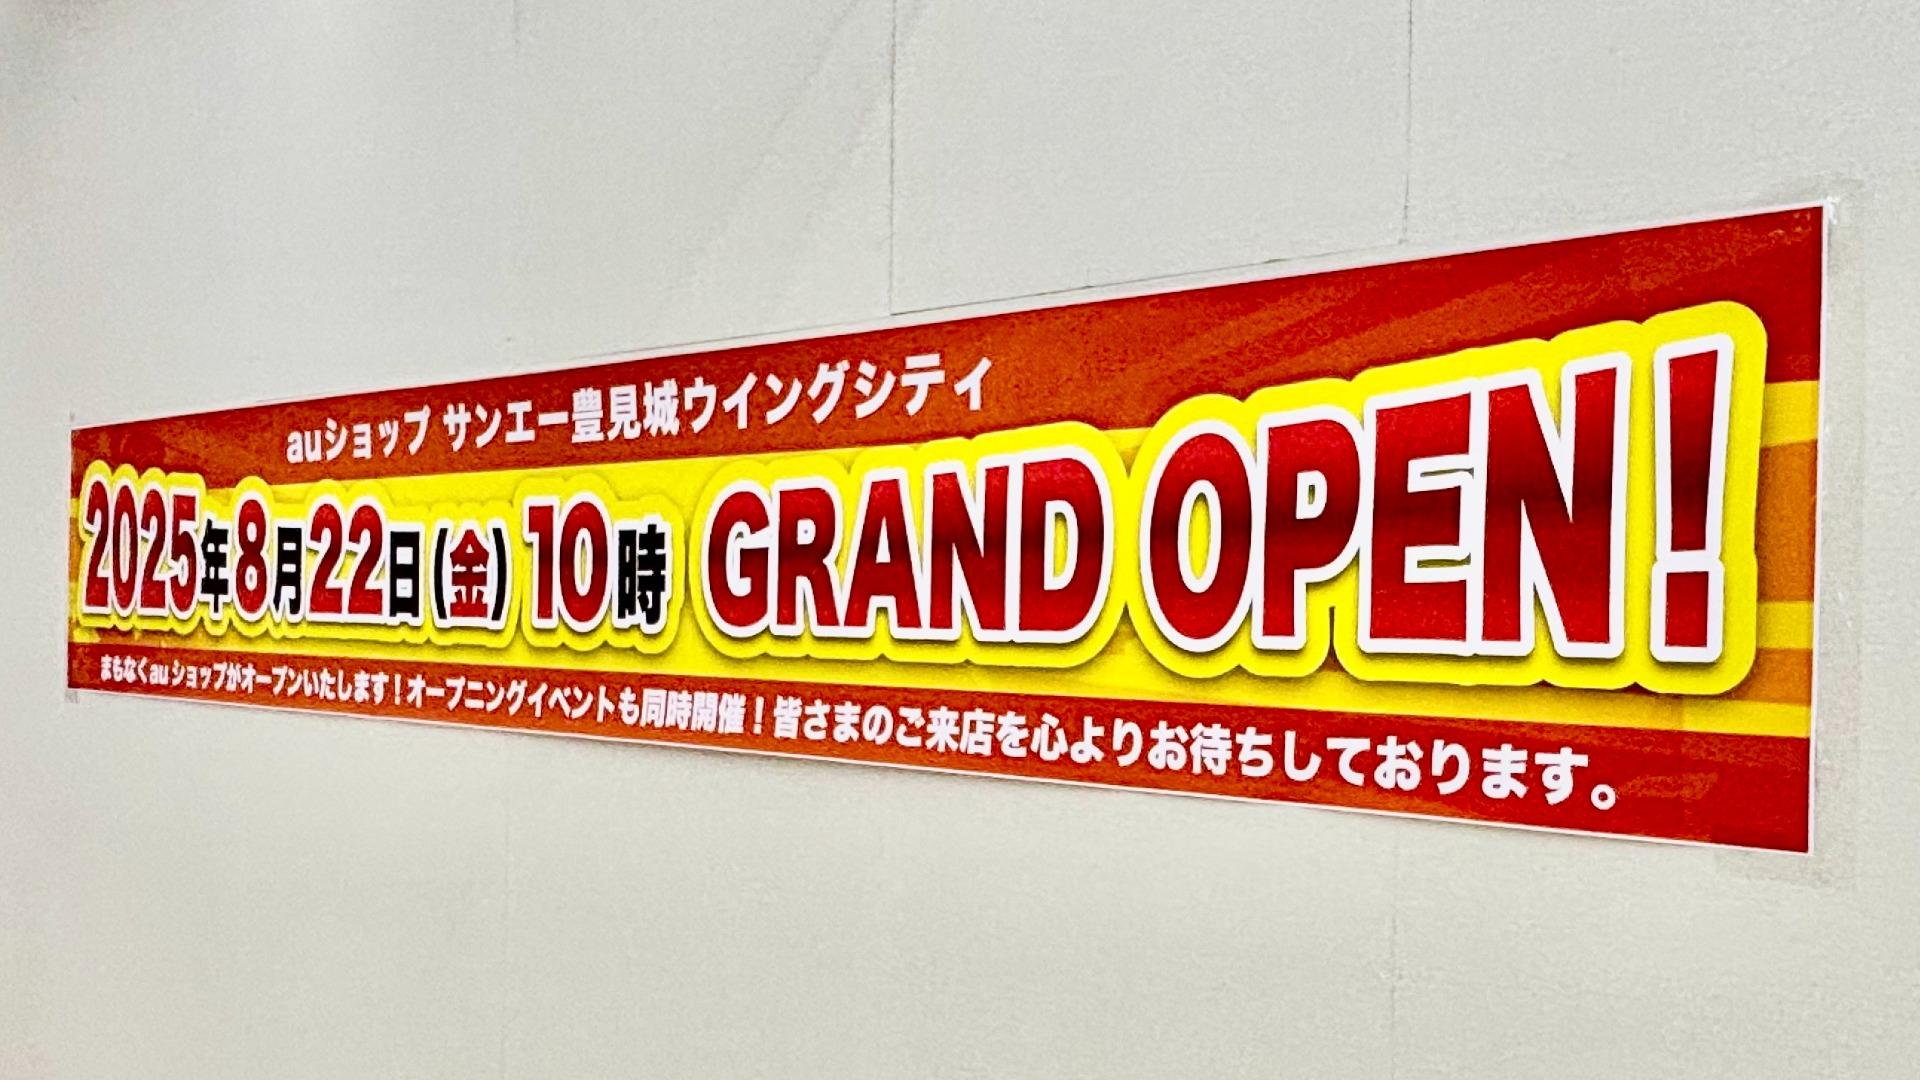 auショップ サンエー豊見城ウイングシティ
2025年8月22日(金) 10時 GRAND OPEN!
まもなくauショップがオープンいたします！オープニングイベントも同時開催！皆さまのご来店を心よりお待ちしております。